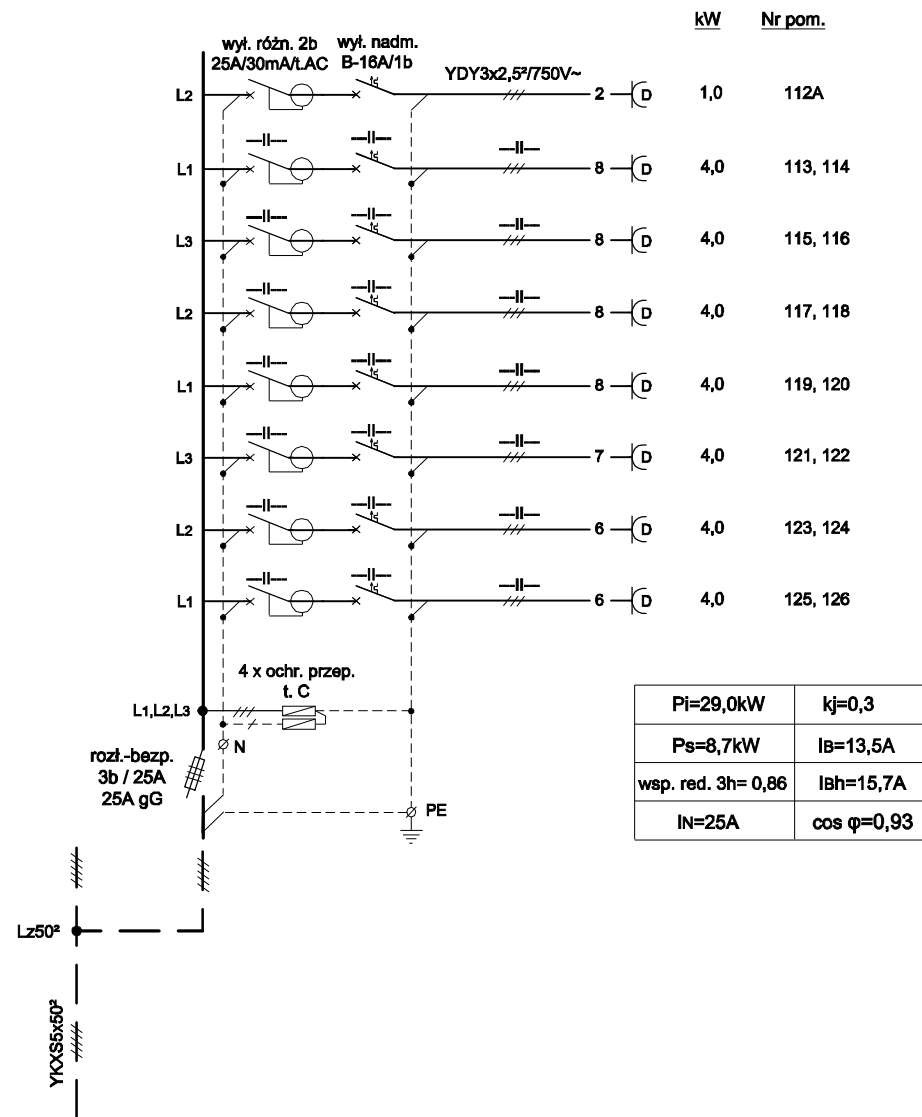 kW Nr pom.
wył. różn. 2b
25A/30mA/t.AC
wył. nadm.
B-16A/1b
YDY3x2,5²/750V~
L2 2 D 1,0 112A
L1 8 D 4,0 113, 114
L3 8 D 4,0 115, 116
L2 8 D 4,0 117, 118
L1 8 D 4,0 119, 120
L3 7 D 4,0 121, 122
L2 6 D 4,0 123, 124
L1 6 D 4,0 125, 126
4 x ochr. przep.
t. C
L1,L2,L3
N
rozł.-bezp.
3b / 25A
25A gG
PE
Pi=29,0kW kj=0,3
Ps=8,7kW IB=13,5A
wsp. red. 3h= 0,86 IBh=15,7A
IN=25A cos φ=0,93
Lz50²
YKXS5x50²